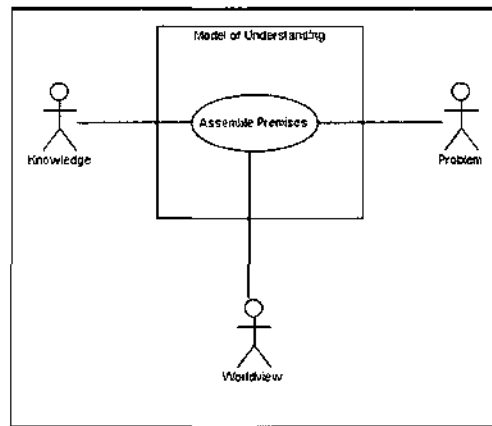 Model of Understanding
Assemble Premises
Knowledge
Problem
Worldview